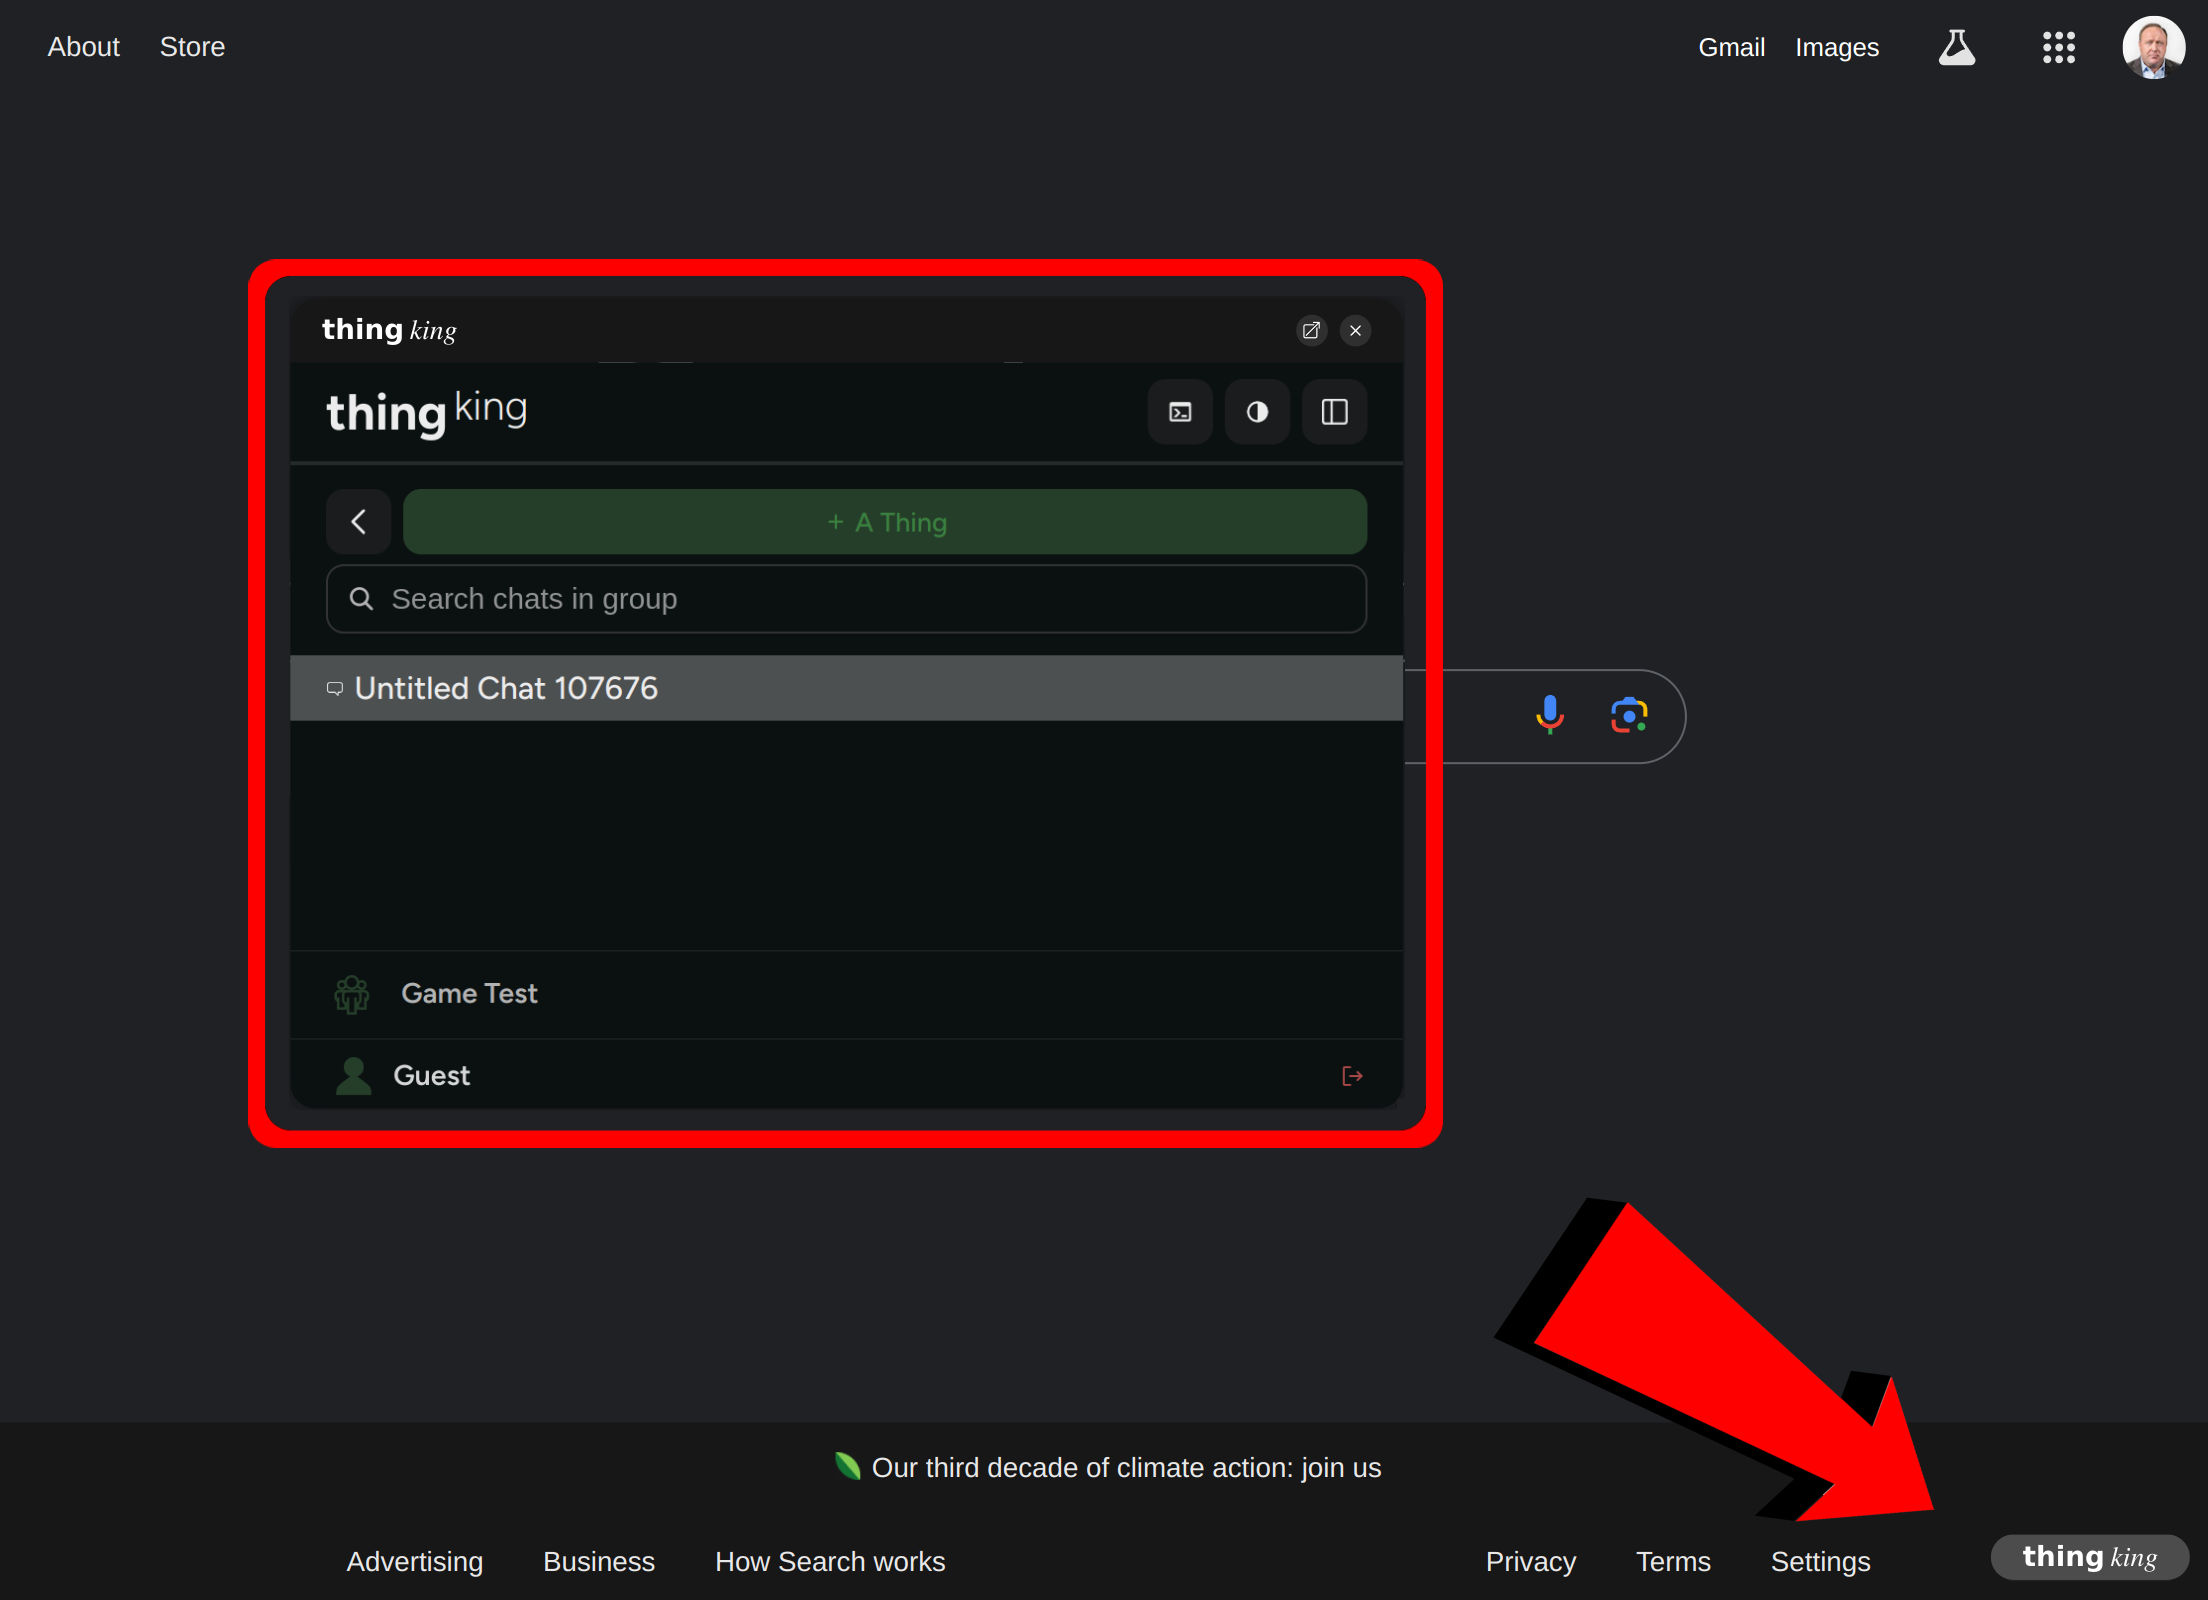 About Store Gmail Images
thing king
thing king
+ A Thing
Search chats in group
Untitled Chat 107676
Game Test
Guest
Our third decade of climate action: join us
Advertising Business How Search works Privacy Terms Settings
thing king